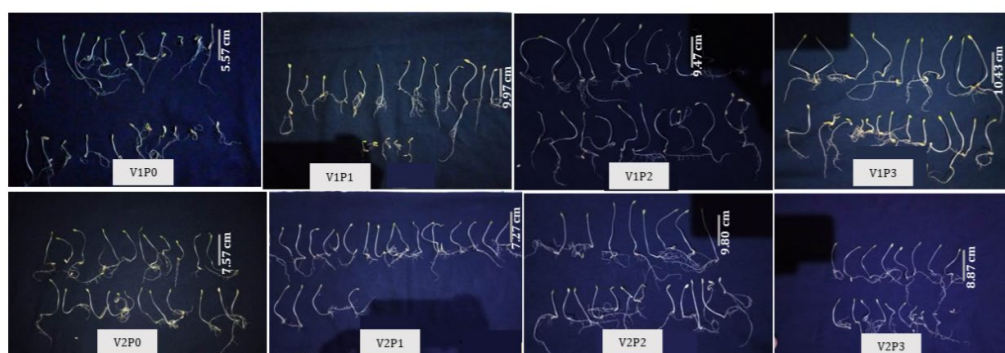 5.57 cm
V1P0
9.97 cm
V1P1
9.47 cm
V1P2
10.43 cm
V1P3
7.57 cm
V2P0
7.27 cm
V2P1
9.80 cm
V2P2
8.87 cm
V2P3